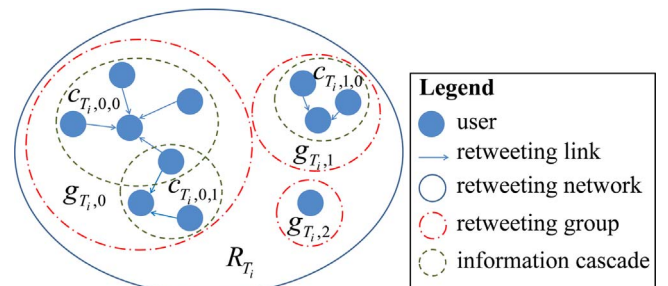 c_{T_i,0,0}
c_{T_i,1,0}
g_{T_i,1}
g_{T_i,0}
c_{T_i,0,1}
g_{T_i,2}
R_{T_i}
Legend
user
retweeting link
retweeting network
retweeting group
information cascade